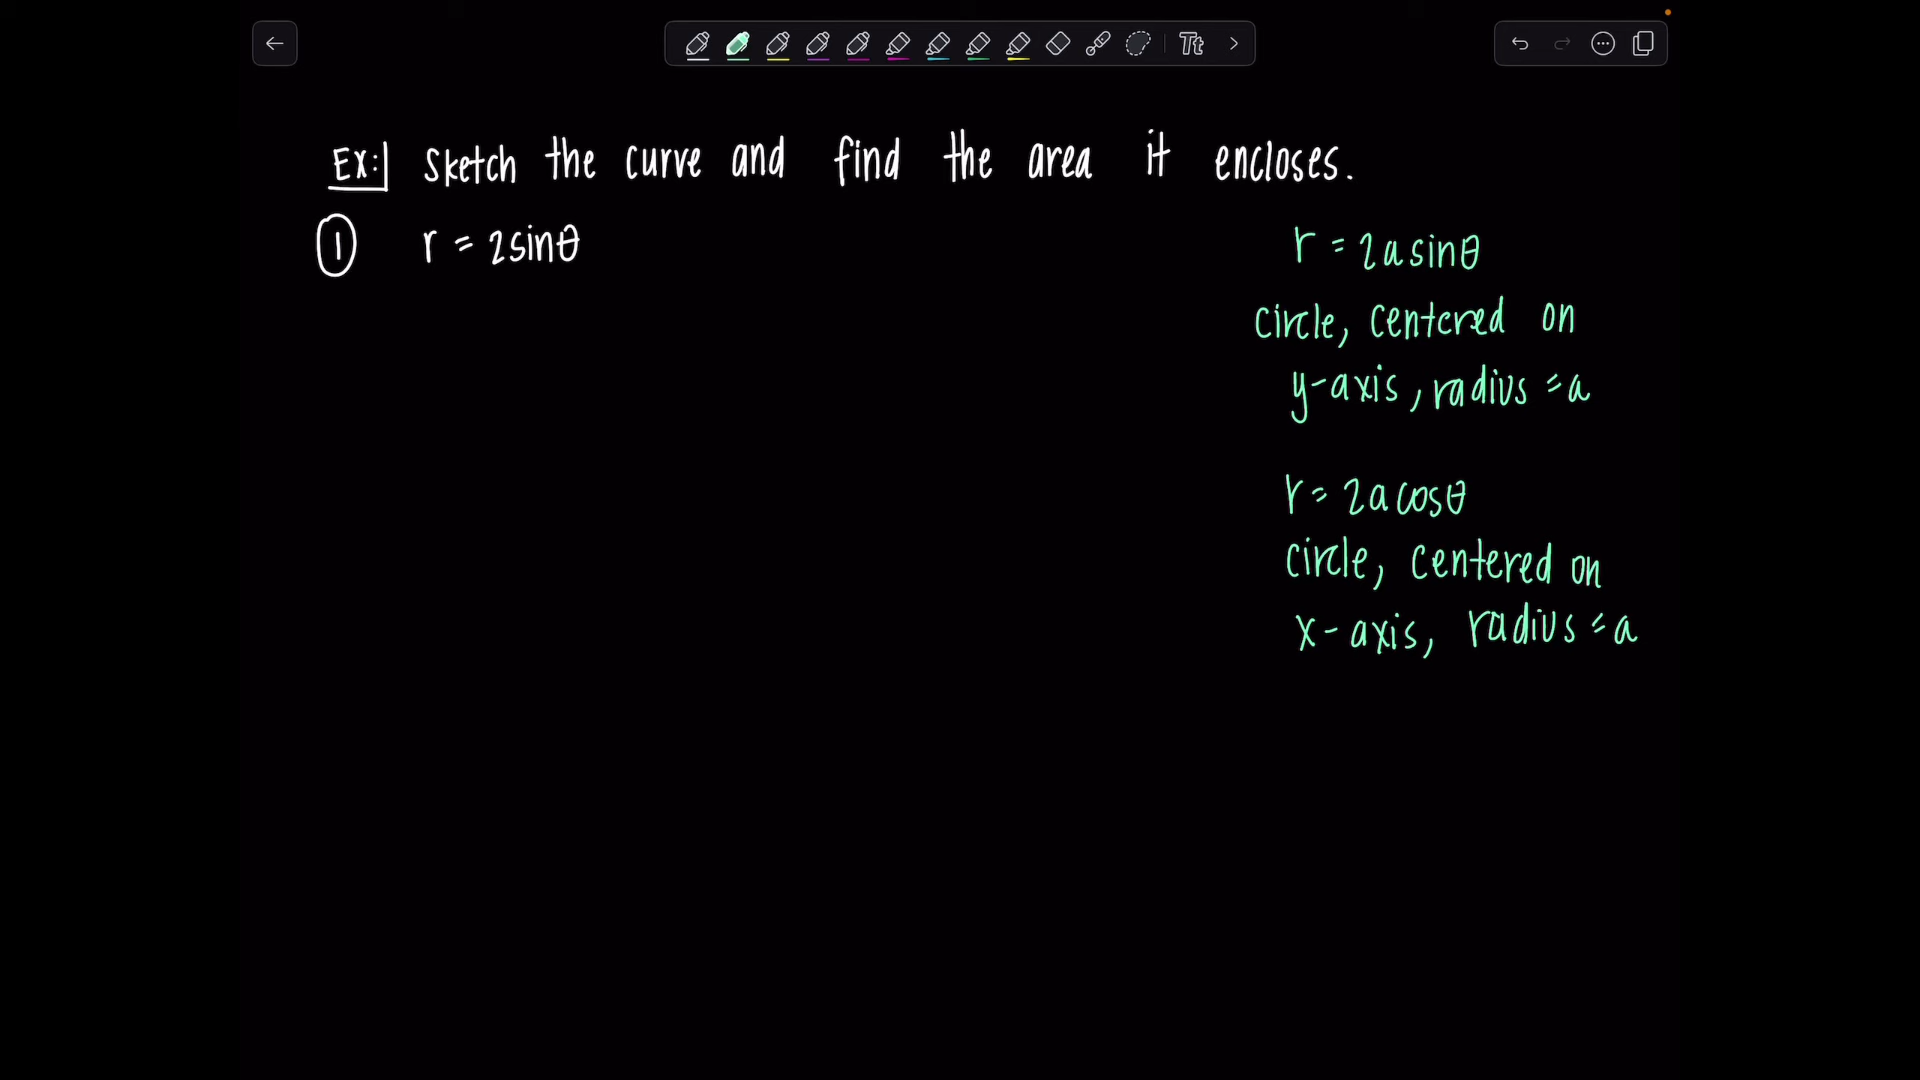 Tt
Ex: Sketch the curve and find the area it encloses.
① r = 2sinθ
r = 2a sinθ
circle, centered on
y-axis, radius = a
r = 2a cosθ
circle, centered on
x-axis, radius = a